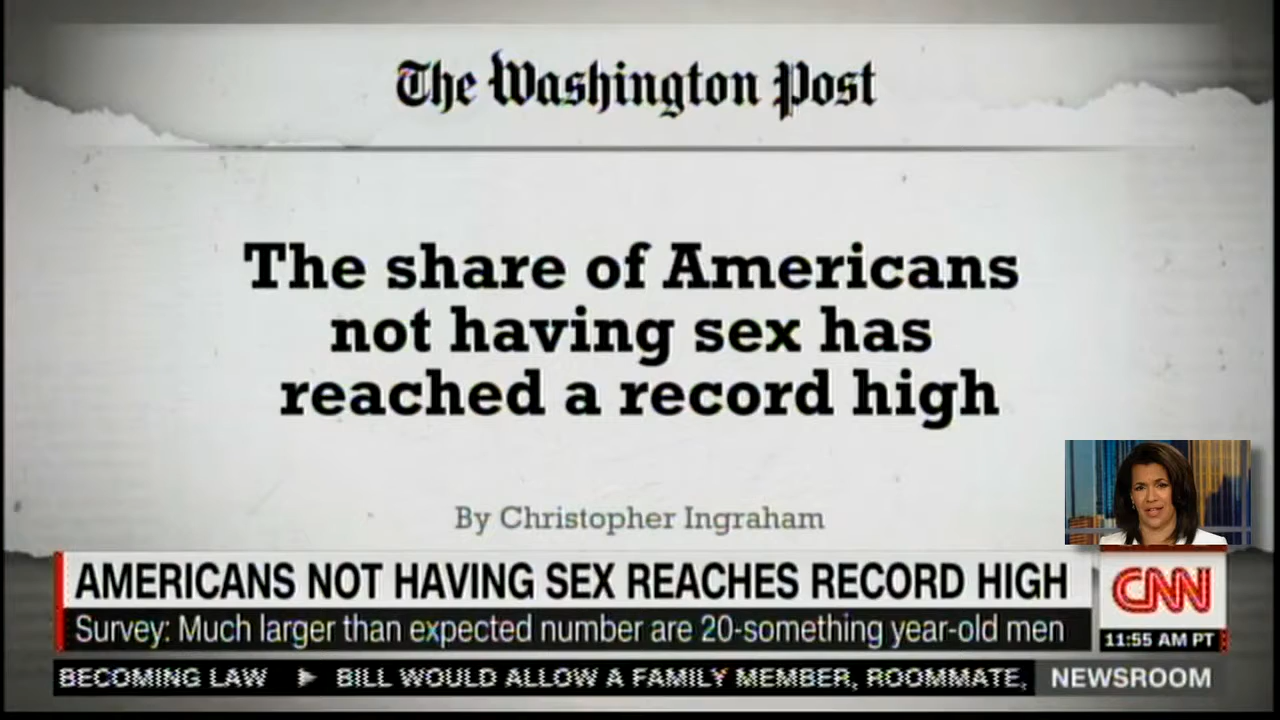 The Washington Post
The share of Americans
not having sex has
reached a record high
By Christopher Ingraham
AMERICANS NOT HAVING SEX REACHES RECORD HIGH
CNN
Survey: Much larger than expected number are 20-something year-old men
11:55 AM PT
BECOMING LAW ▶ BILL WOULD ALLOW A FAMILY MEMBER, ROOMMATE,
NEWSROOM